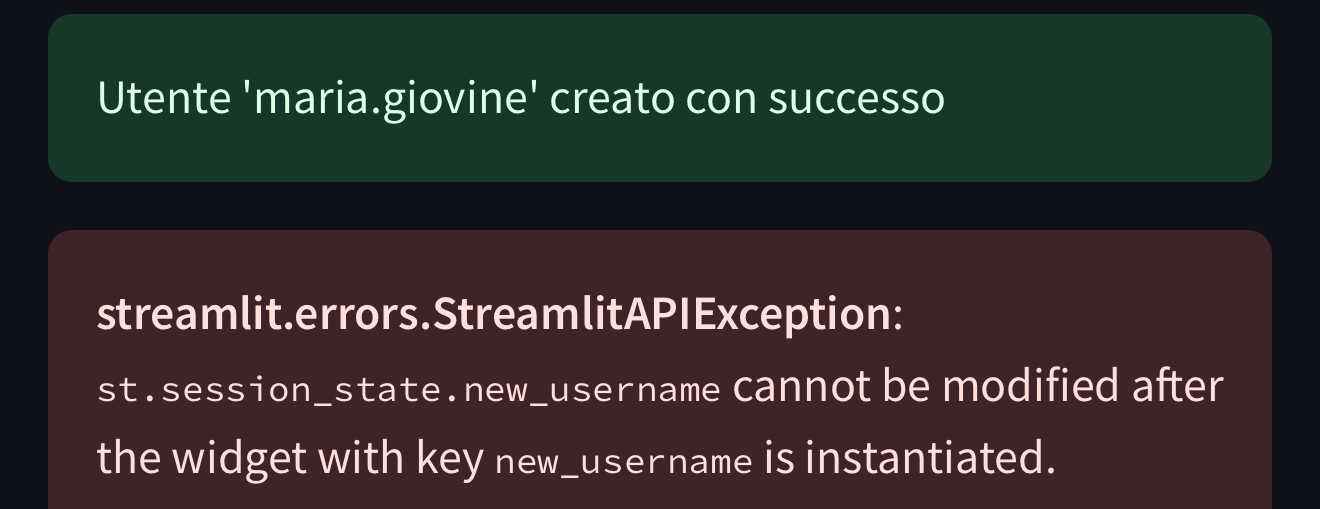 Utente 'maria.giovine' creato con successo
streamlit.errors.StreamlitAPIException:
st.session_state.new_username cannot be modified after
the widget with key new_username is instantiated.